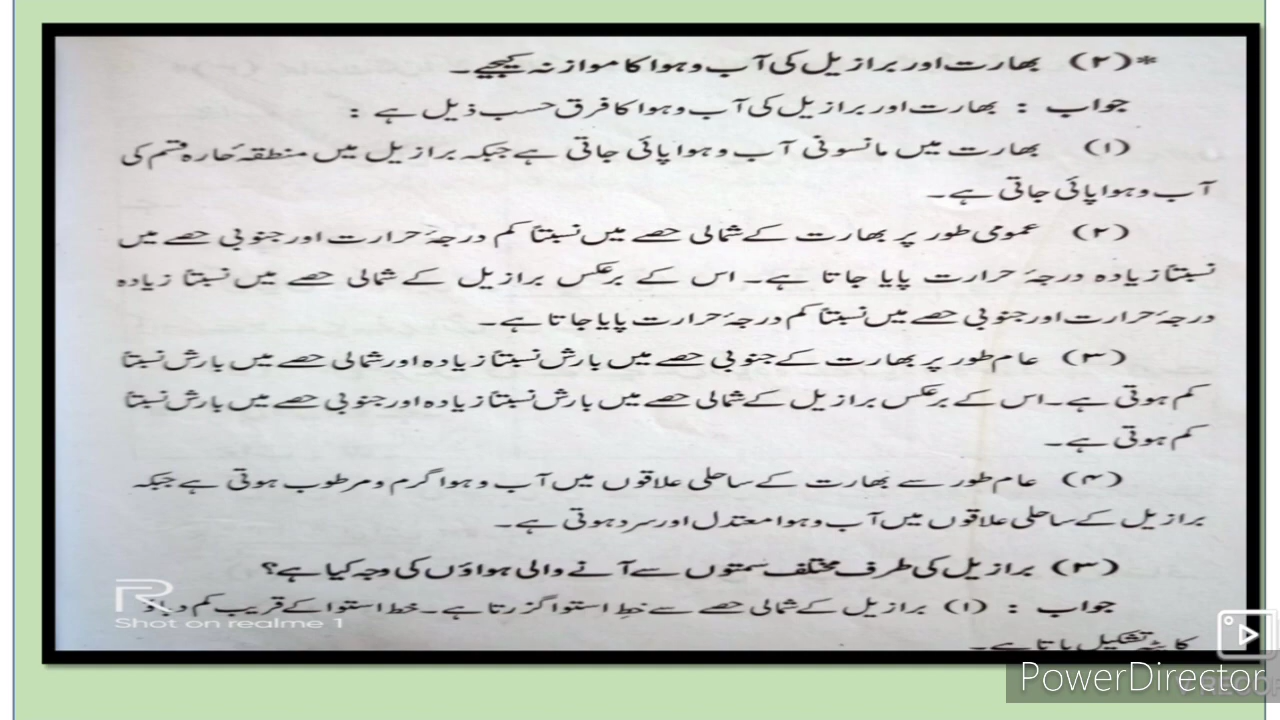 *(۲) بھارت اور برازیل کی آب و ہوا کا موازنہ کیجیے۔
جواب : بھارت اور برازیل کی آب و ہوا کا فرق حسب ذیل ہے :
(۱) بھارت میں مانسونی آب و ہوا پائی جاتی ہے جبکہ برازیل میں منطقۂ حارہ قسم کی
آب و ہوا پائی جاتی ہے۔
(۲) عمومی طور پر بھارت کے شمالی حصے میں نسبتاً کم درجۂ حرارت اور جنوبی حصے میں
نسبتاً زیادہ درجۂ حرارت پایا جاتا ہے۔ اس کے برعکس برازیل کے شمالی حصے میں نسبتاً زیادہ
درجۂ حرارت اور جنوبی حصے میں نسبتاً کم درجۂ حرارت پایا جاتا ہے۔
(۳) عام طور پر بھارت کے جنوبی حصے میں بارش نسبتاً زیادہ اور شمالی حصے میں بارش نسبتاً
کم ہوتی ہے۔ اس کے برعکس برازیل کے شمالی حصے میں بارش نسبتاً زیادہ اور جنوبی حصے میں بارش نسبتاً
کم ہوتی ہے۔
(۴) عام طور سے بھارت کے ساحلی علاقوں میں آب و ہوا گرم و مرطوب ہوتی ہے جبکہ
برازیل کے ساحلی علاقوں میں آب و ہوا معتدل اور سرد ہوتی ہے۔
(۳) برازیل کی طرف مختلف سمتوں سے آنے والی ہواؤں کی وجہ کیا ہے؟
جواب : (۱) برازیل کے شمالی حصے سے خطِ استوا گزرتا ہے۔ خط استوا کے قریب کم دباؤ
کا پٹہ تشکیل پاتا ہے۔
R
Shot on realme 1
PowerDirector